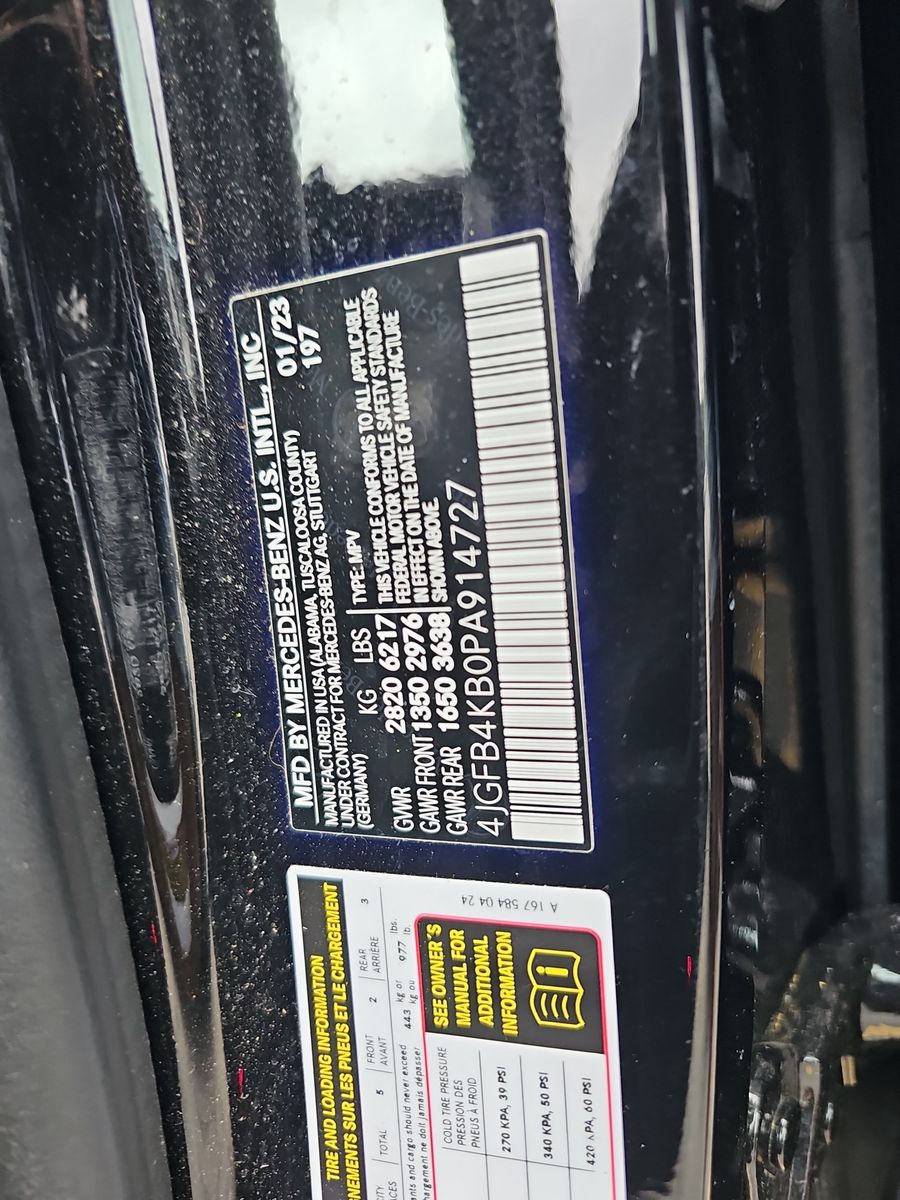 MFD BY MERCEDES-BENZ U.S. INTL., INC
MANUFACTURED IN USA (ALABAMA, TUSCALOOSA COUNTY) 01/23
UNDER CONTRACT FOR MERCEDES-BENZ AG, STUTTGART 197
(GERMANY) KG LBS TYPE: MPV
GVWR 2820 6217 THIS VEHICLE CONFORMS TO ALL APPLICABLE
GAWR FRONT 1350 2976 FEDERAL MOTOR VEHICLE SAFETY STANDARDS
GAWR REAR 1650 3638 IN EFFECT ON THE DATE OF MANUFACTURE
SHOWN ABOVE.
4JGFB4KB0PA914727
TIRE AND LOADING INFORMATION
NEMENTS SUR LES PNEUS ET LE CHARGEMENT
TOTAL 5 FRONT AVANT 2 REAR ARRIÈRE 3
ants and cargo should never exceed 443 kg or 977 lbs.
hargement ne doit jamais dépasser kg ou lb.
COLD TIRE PRESSURE
PRESSION DES
PNEUS À FROID
270 KPA, 39 PSI
340 KPA, 50 PSI
420 KPA, 60 PSI
SEE OWNER'S
MANUAL FOR
ADDITIONAL
INFORMATION
A 167 584 04 24